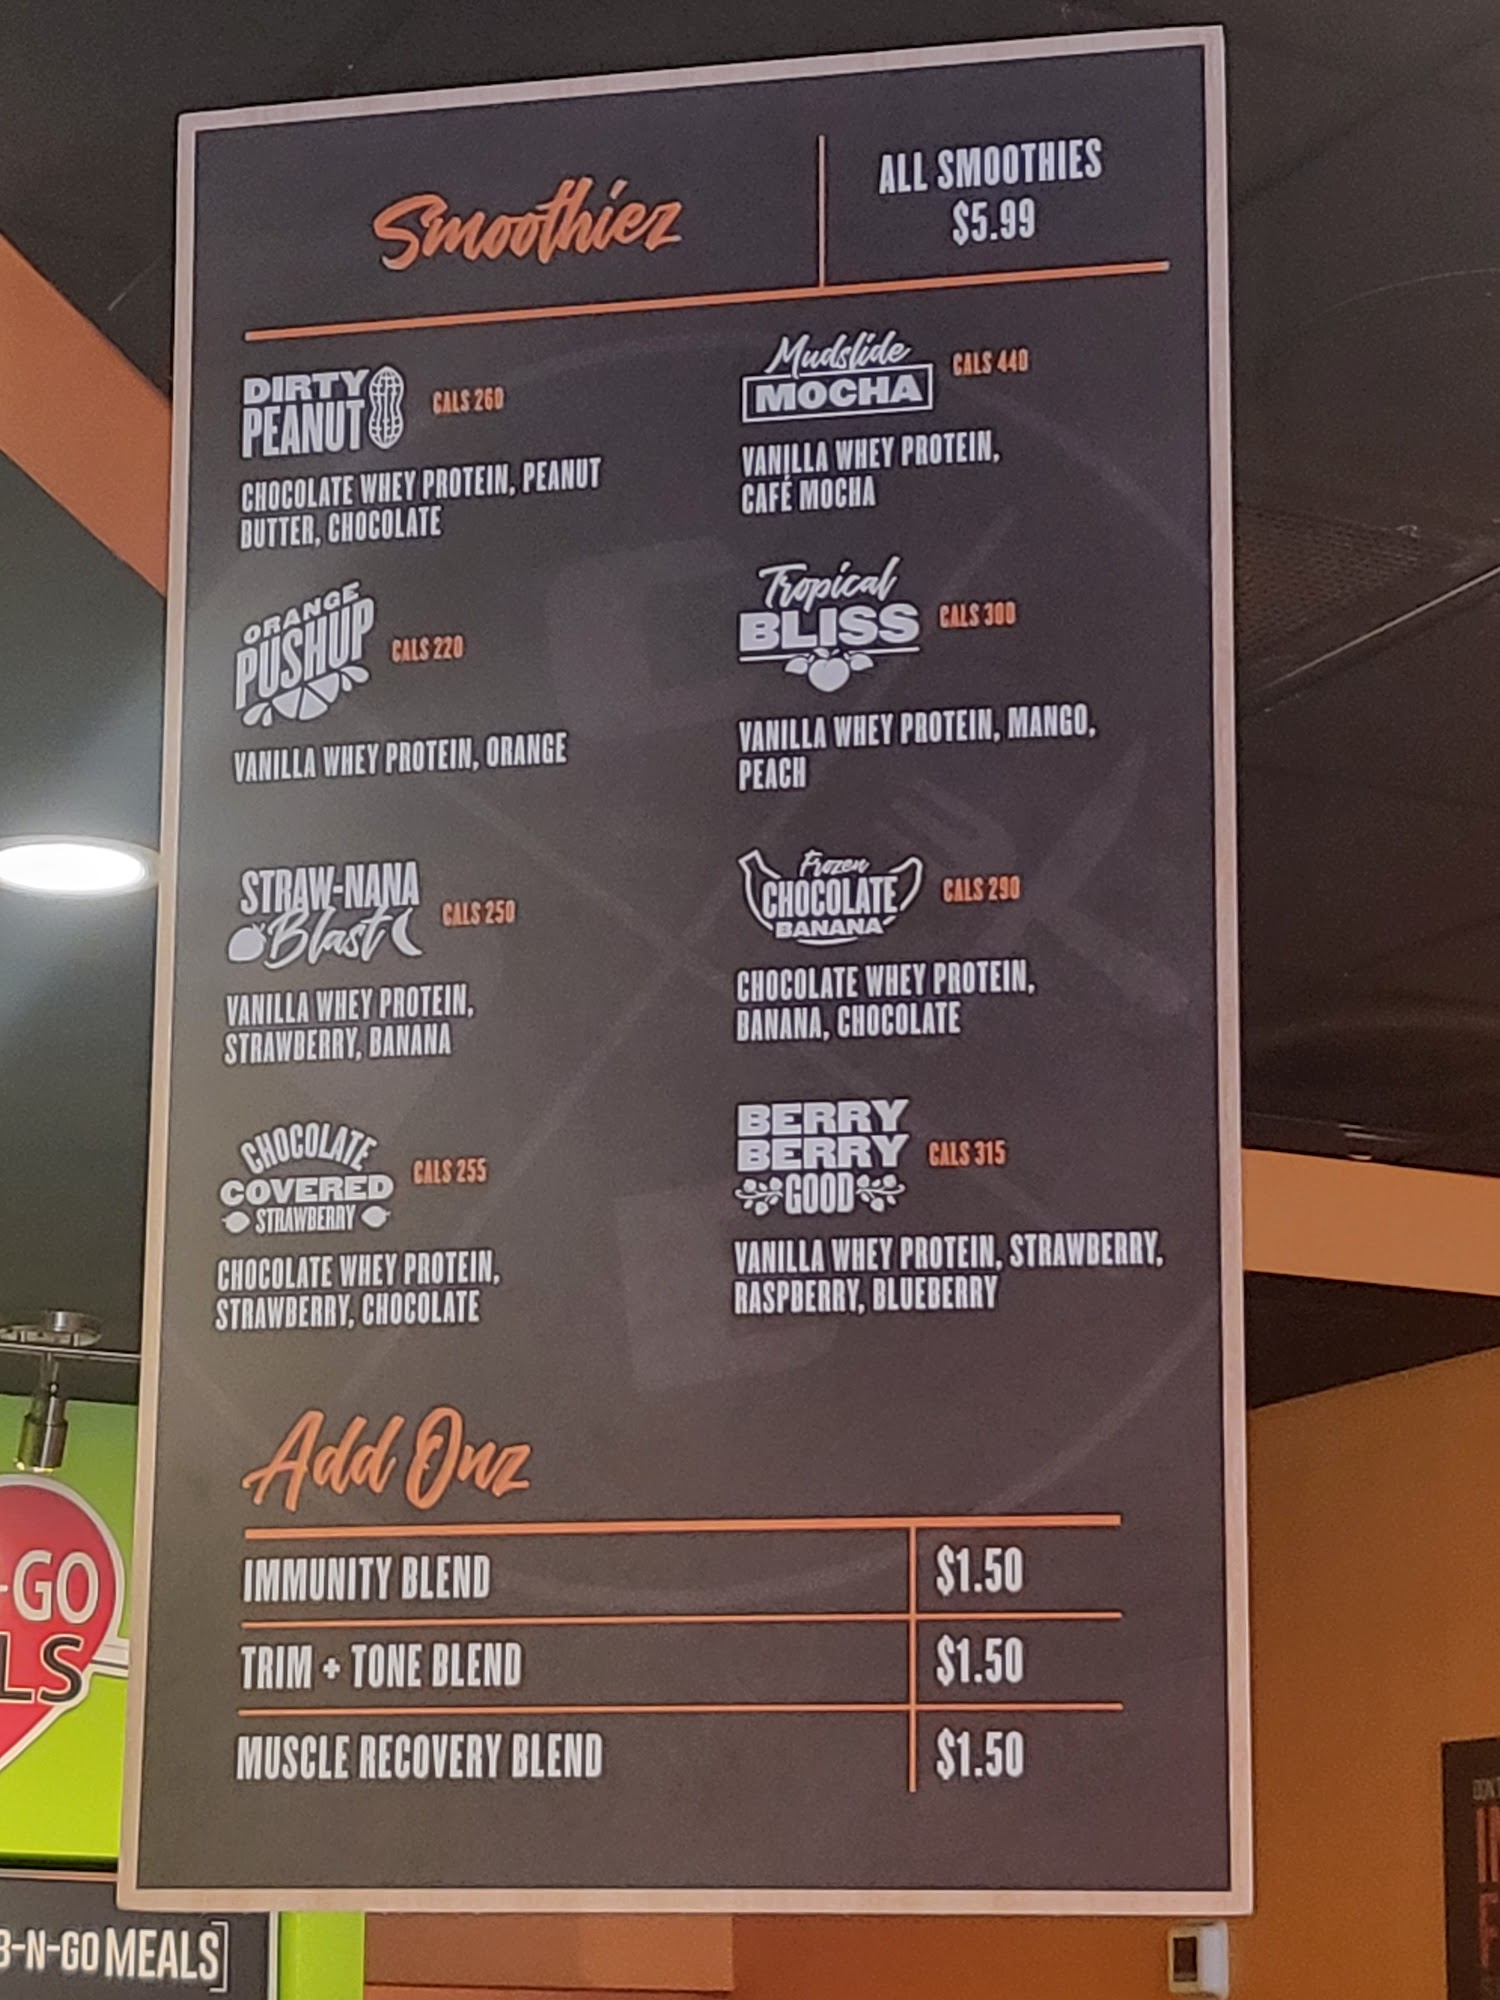 Smoothiez
ALL SMOOTHIES
$5.99
DIRTY
PEANUT
CALS 260
CHOCOLATE WHEY PROTEIN, PEANUT
BUTTER, CHOCOLATE
ORANGE
PUSHUP
CALS 220
VANILLA WHEY PROTEIN, ORANGE
STRAW-NANA
Blast
CALS 250
VANILLA WHEY PROTEIN,
STRAWBERRY, BANANA
CHOCOLATE
COVERED
STRAWBERRY
CALS 255
CHOCOLATE WHEY PROTEIN,
STRAWBERRY, CHOCOLATE
Mudslide
MOCHA
CALS 440
VANILLA WHEY PROTEIN,
CAFÉ MOCHA
Tropical
BLISS
CALS 300
VANILLA WHEY PROTEIN, MANGO,
PEACH
Frozen
CHOCOLATE
BANANA
CALS 290
CHOCOLATE WHEY PROTEIN,
BANANA, CHOCOLATE
BERRY
BERRY
GOOD
CALS 315
VANILLA WHEY PROTEIN, STRAWBERRY,
RASPBERRY, BLUEBERRY
Add Onz
IMMUNITY BLEND $1.50
TRIM + TONE BLEND $1.50
MUSCLE RECOVERY BLEND $1.50
-GO
LS
-N-GO MEALS]